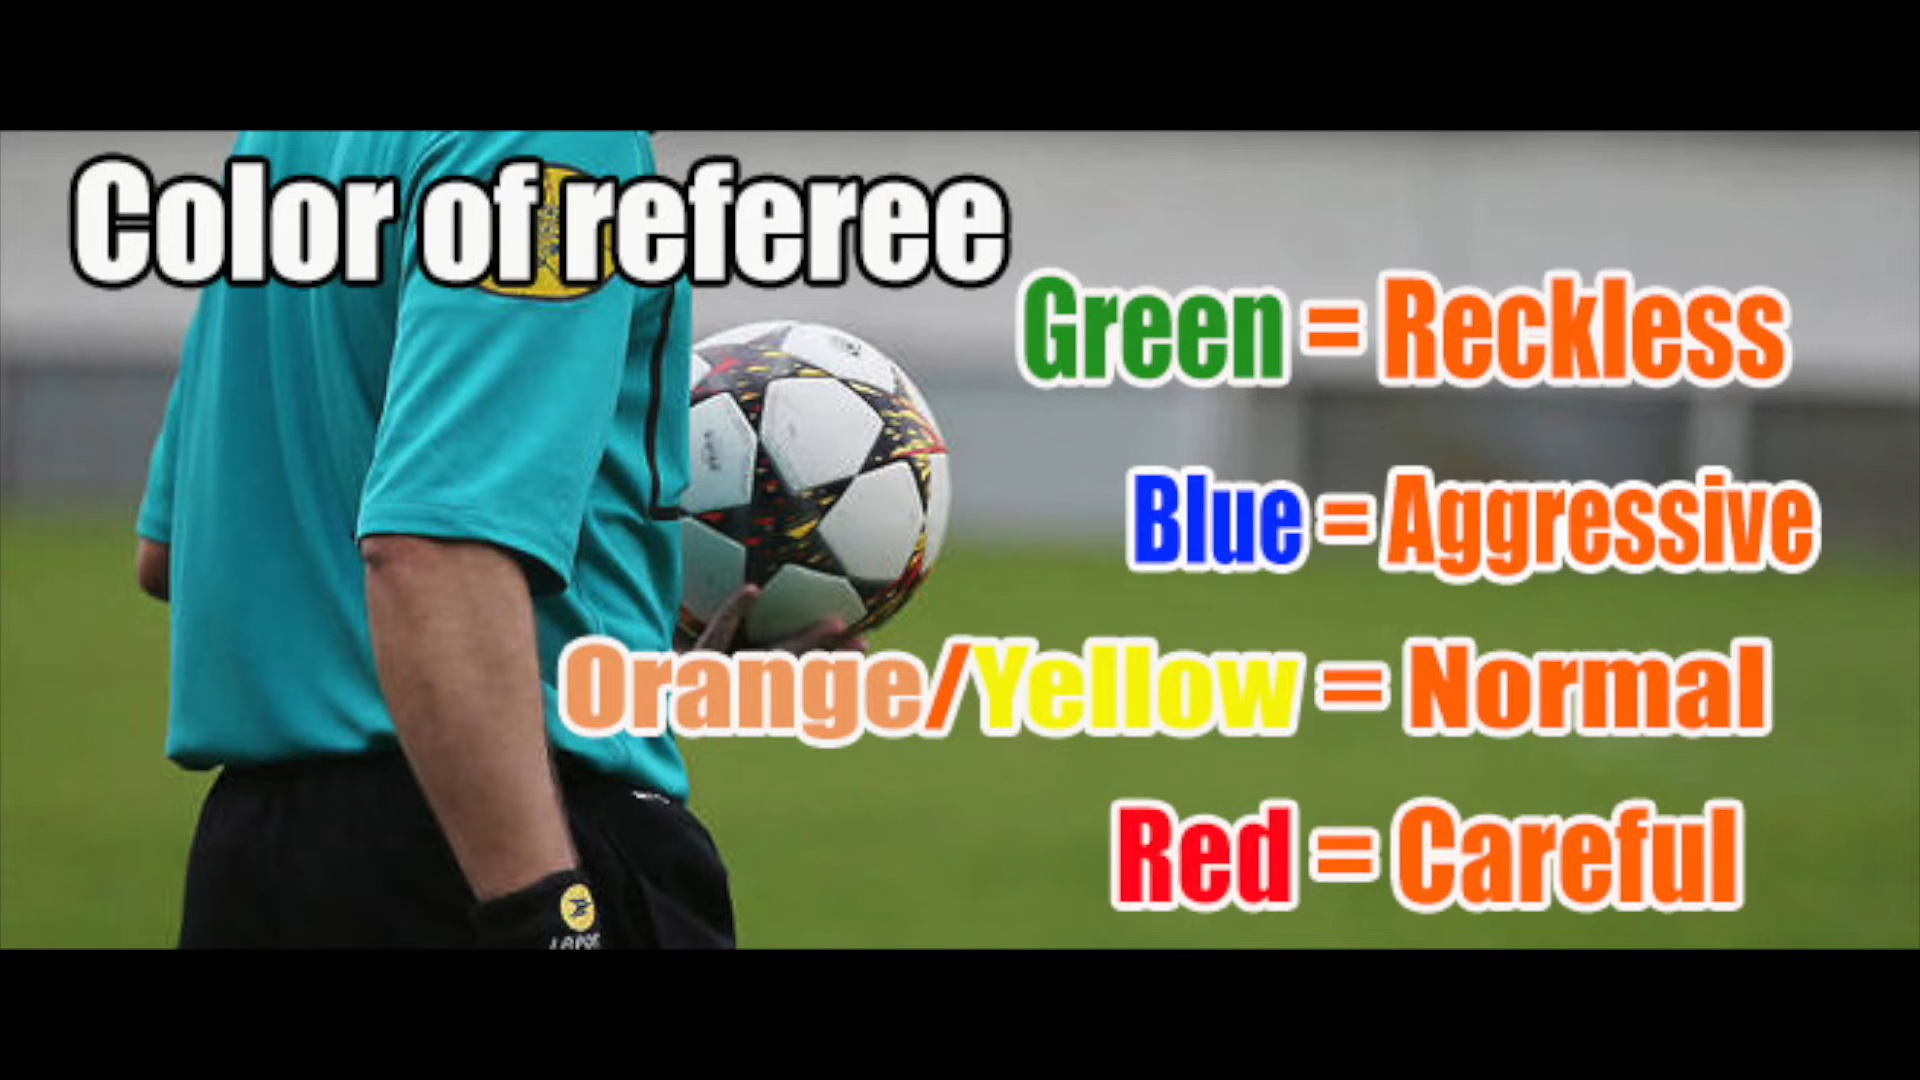 Color of referee
Green = Reckless
Blue = Aggressive
Orange/Yellow = Normal
Red = Careful